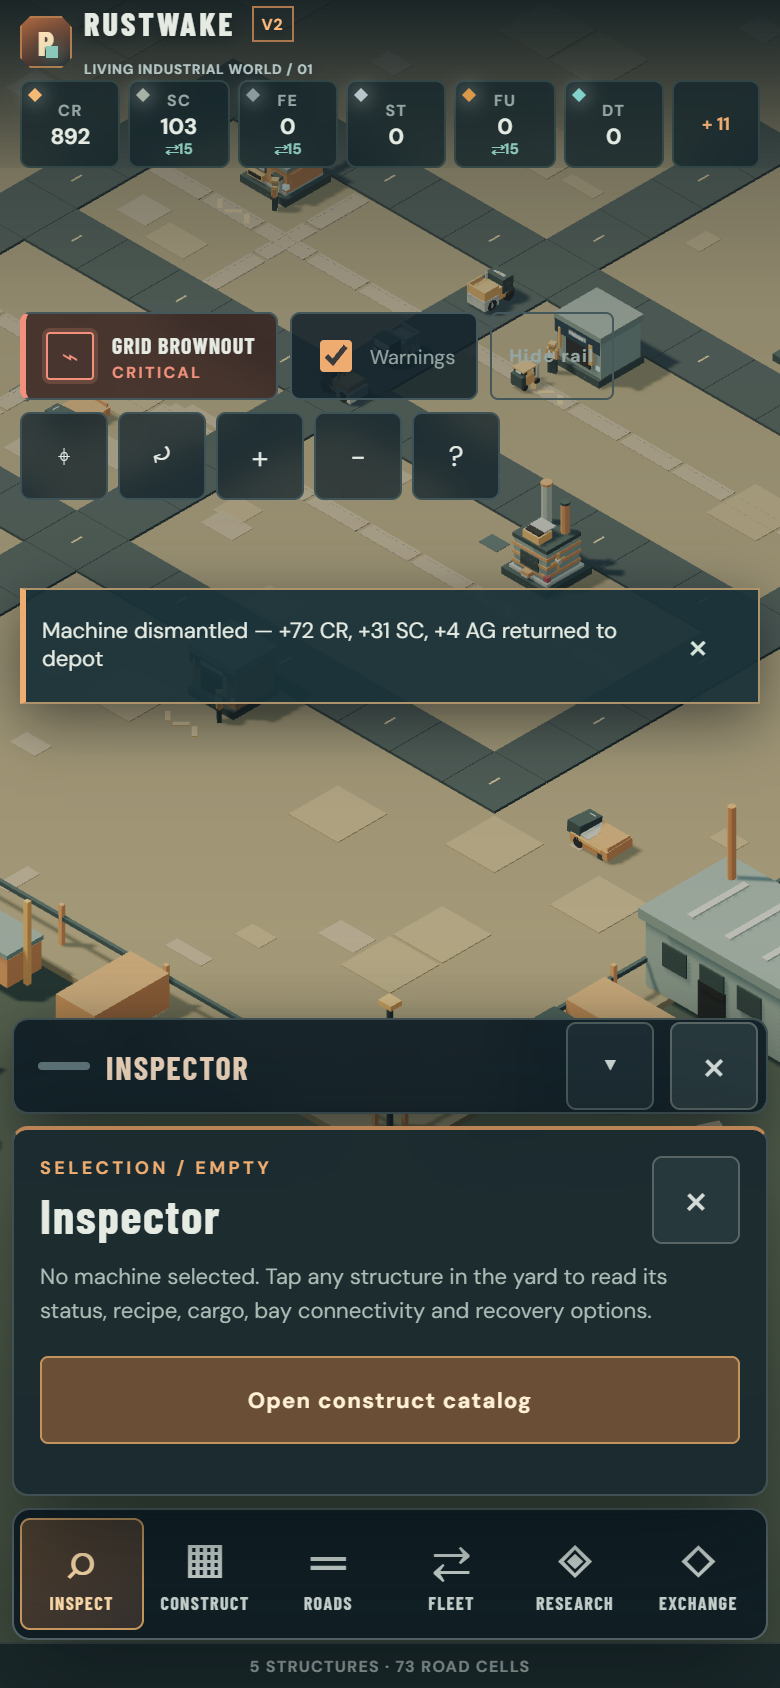 RUSTWAKE V2
LIVING INDUSTRIAL WORLD / 01
CR
892
SC
103
⇄15
FE
0
⇄15
ST
0
FU
0
⇄15
DT
0
+ 11
GRID BROWNOUT
CRITICAL
Warnings
Hide rail
+
-
?
Machine dismantled — +72 CR, +31 SC, +4 AG returned to
depot
×
INSPECTOR
▼
×
SELECTION / EMPTY
Inspector
×
No machine selected. Tap any structure in the yard to read its
status, recipe, cargo, bay connectivity and recovery options.
Open construct catalog
INSPECT
CONSTRUCT
ROADS
FLEET
RESEARCH
EXCHANGE
5 STRUCTURES · 73 ROAD CELLS